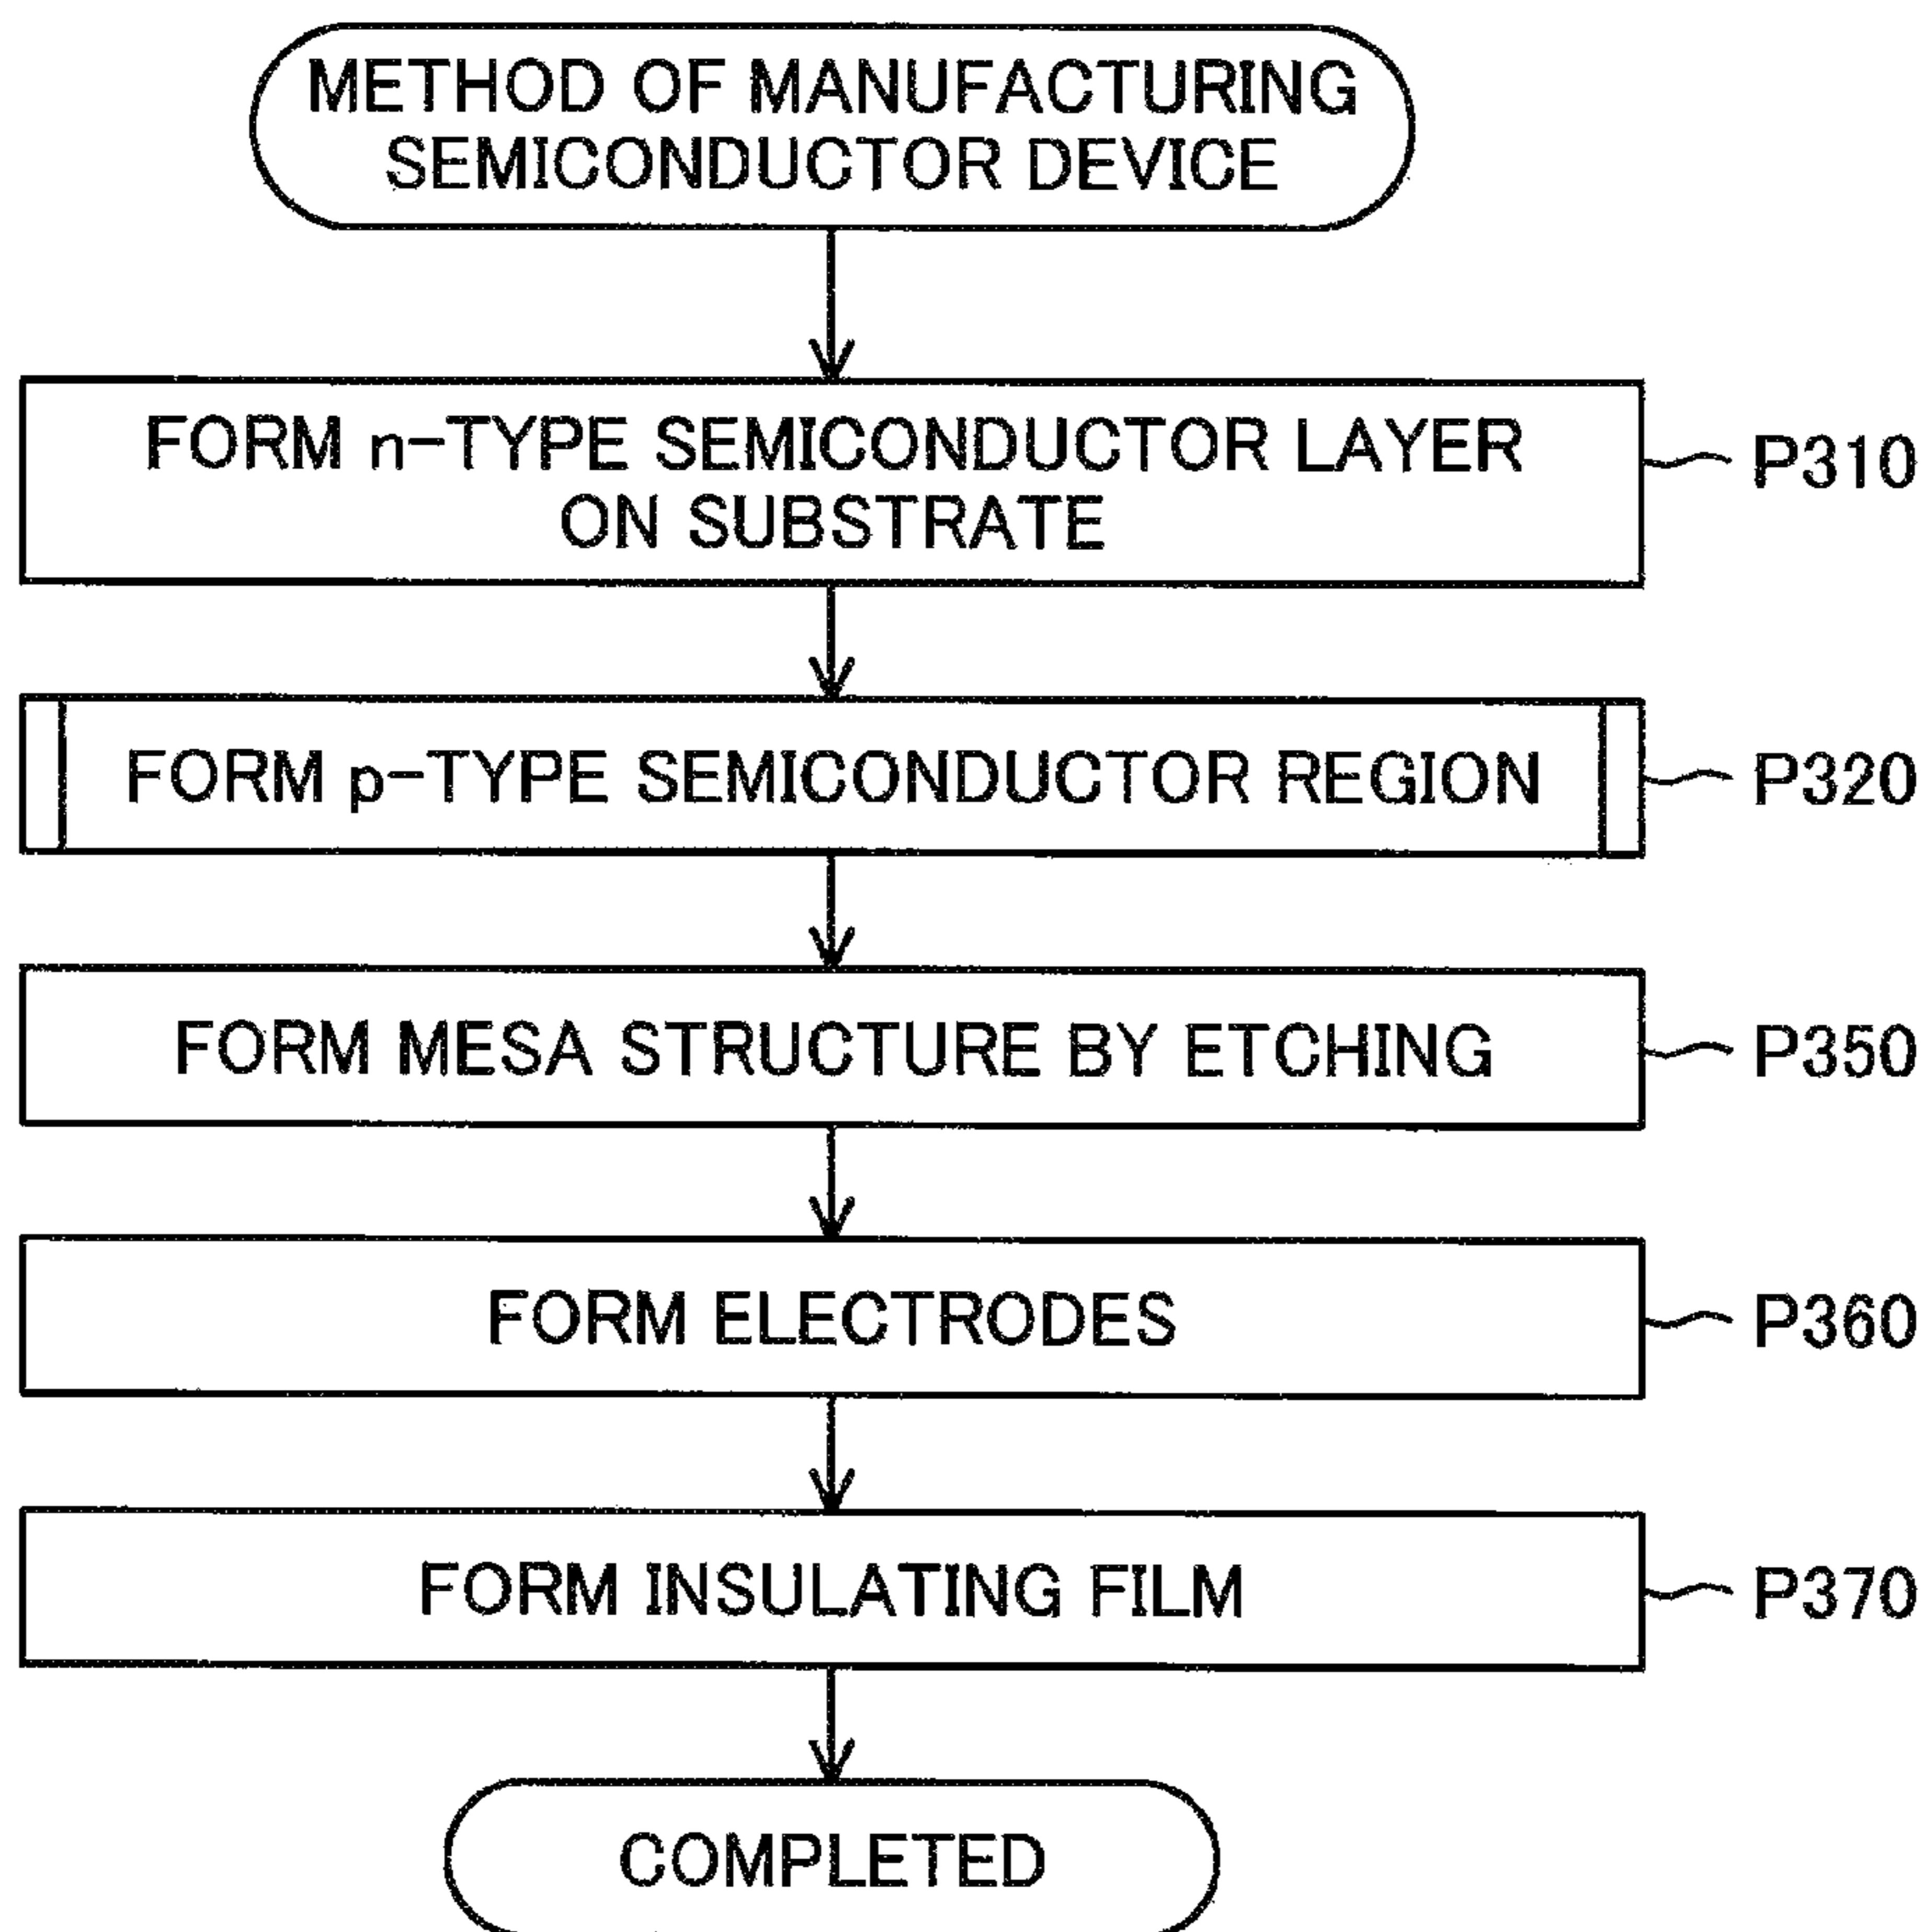 METHOD OF MANUFACTURING
SEMICONDUCTOR DEVICE
FORM n-TYPE SEMICONDUCTOR LAYER
ON SUBSTRATE
P310
FORM p-TYPE SEMICONDUCTOR REGION
P320
FORM MESA STRUCTURE BY ETCHING
P350
FORM ELECTRODES
P360
FORM INSULATING FILM
P370
COMPLETED